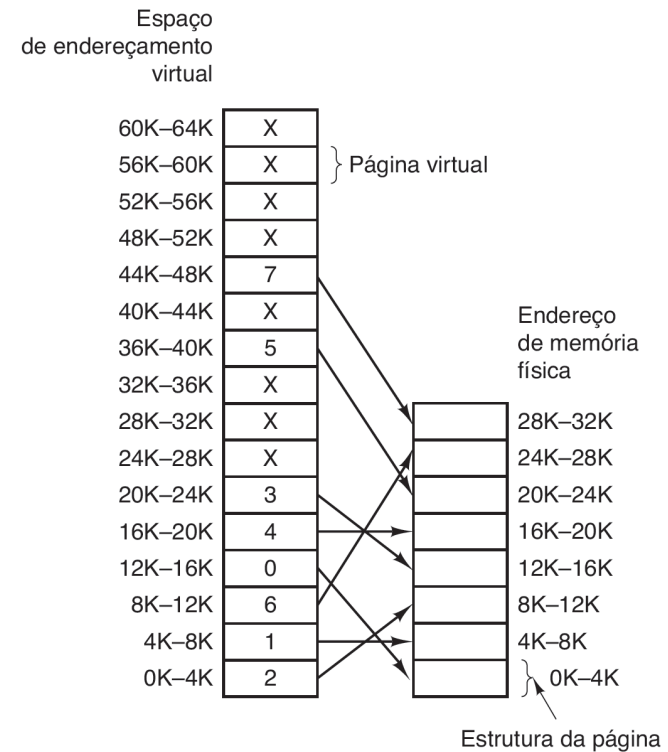 Espaço
de endereçamento
virtual
60K–64K X
56K–60K X Página virtual
52K–56K X
48K–52K X
44K–48K 7
40K–44K X
36K–40K 5
32K–36K X
28K–32K X
24K–28K X
20K–24K 3
16K–20K 4
12K–16K 0
8K–12K 6
4K–8K 1
0K–4K 2
Endereço
de memória
física
28K–32K
24K–28K
20K–24K
16K–20K
12K–16K
8K–12K
4K–8K
0K–4K
Estrutura da página